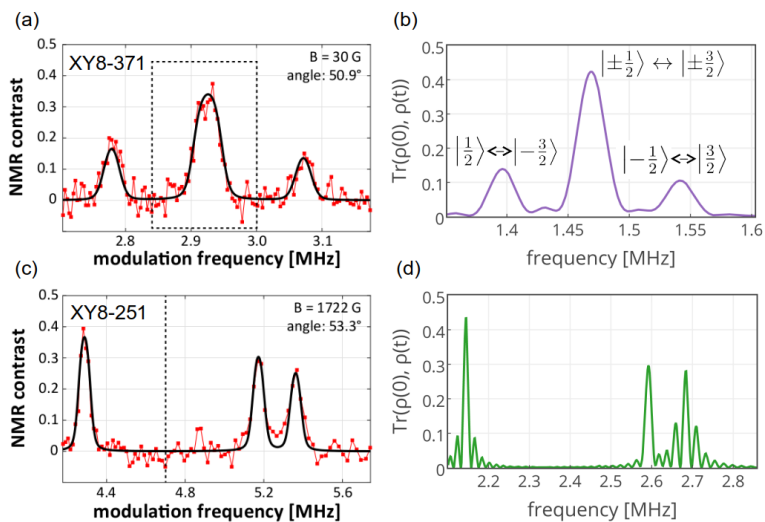 (a)
XY8-371
B = 30 G
angle: 50.9°
NMR contrast
0.5
0.4
0.3
0.2
0.1
0
2.8
2.9
3.0
3.1
modulation frequency [MHz]
(b)
|±1/2⟩ ↔ |±3/2⟩
|1/2⟩↔|−3/2⟩
|−1/2⟩↔|3/2⟩
Tr(ρ(0), ρ(t))
0.5
0.4
0.3
0.2
0.1
0
1.4
1.45
1.5
1.55
1.6
frequency [MHz]
(c)
XY8-251
B = 1722 G
angle: 53.3°
NMR contrast
0.5
0.4
0.3
0.2
0.1
0
4.4
4.8
5.2
5.6
modulation frequency [MHz]
(d)
Tr(ρ(0), ρ(t))
0.5
0.4
0.3
0.2
0.1
0
2.2
2.3
2.4
2.5
2.6
2.7
2.8
frequency [MHz]